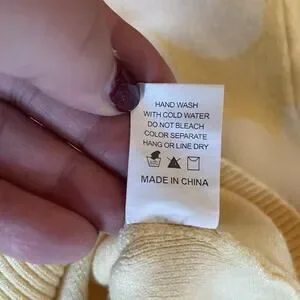 HAND WASH
WITH COLD WATER
DO NOT BLEACH
COLOR SEPARATE
HANG OR LINE DRY
MADE IN CHINA